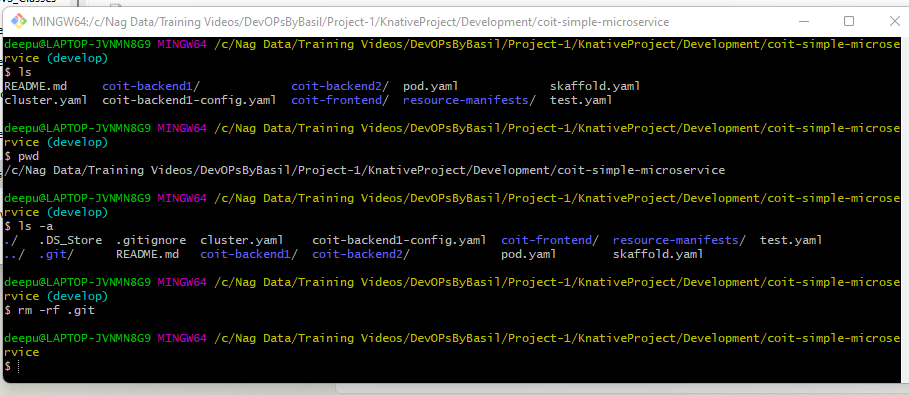 MINGW64:/c/Nag Data/Training Videos/DevOPsByBasil/Project-1/KnativeProject/Development/coit-simple-microservice
deepu@LAPTOP-JVNMN8G9 MINGW64 /c/Nag Data/Training Videos/DevOPsByBasil/Project-1/KnativeProject/Development/coit-simple-microse
rvice (develop)
$ ls
README.md coit-backend1/ coit-backend2/ pod.yaml skaffold.yaml
cluster.yaml coit-backend1-config.yaml coit-frontend/ resource-manifests/ test.yaml
deepu@LAPTOP-JVNMN8G9 MINGW64 /c/Nag Data/Training Videos/DevOPsByBasil/Project-1/KnativeProject/Development/coit-simple-microse
rvice (develop)
$ pwd
/c/Nag Data/Training Videos/DevOPsByBasil/Project-1/KnativeProject/Development/coit-simple-microservice
deepu@LAPTOP-JVNMN8G9 MINGW64 /c/Nag Data/Training Videos/DevOPsByBasil/Project-1/KnativeProject/Development/coit-simple-microse
rvice (develop)
$ ls -a
./ .DS_Store .gitignore cluster.yaml coit-backend1-config.yaml coit-frontend/ resource-manifests/ test.yaml
../ .git/ README.md coit-backend1/ coit-backend2/ pod.yaml skaffold.yaml
deepu@LAPTOP-JVNMN8G9 MINGW64 /c/Nag Data/Training Videos/DevOPsByBasil/Project-1/KnativeProject/Development/coit-simple-microse
rvice (develop)
$ rm -rf .git
deepu@LAPTOP-JVNMN8G9 MINGW64 /c/Nag Data/Training Videos/DevOPsByBasil/Project-1/KnativeProject/Development/coit-simple-microse
rvice
$